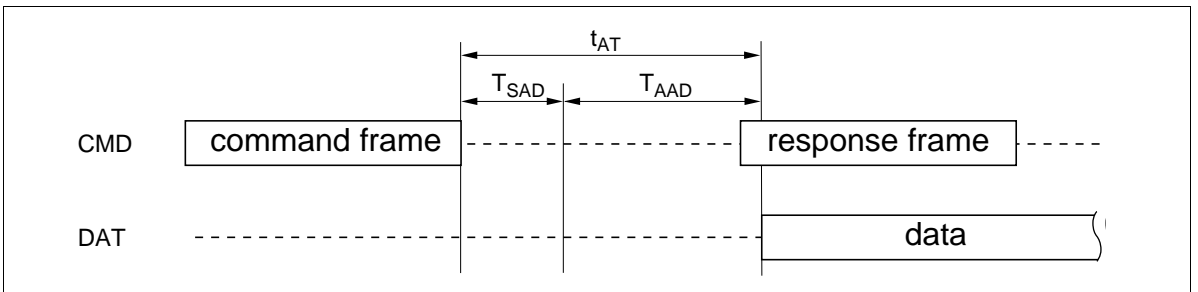 tAT
TSAD TAAD
CMD command frame response frame
DAT data